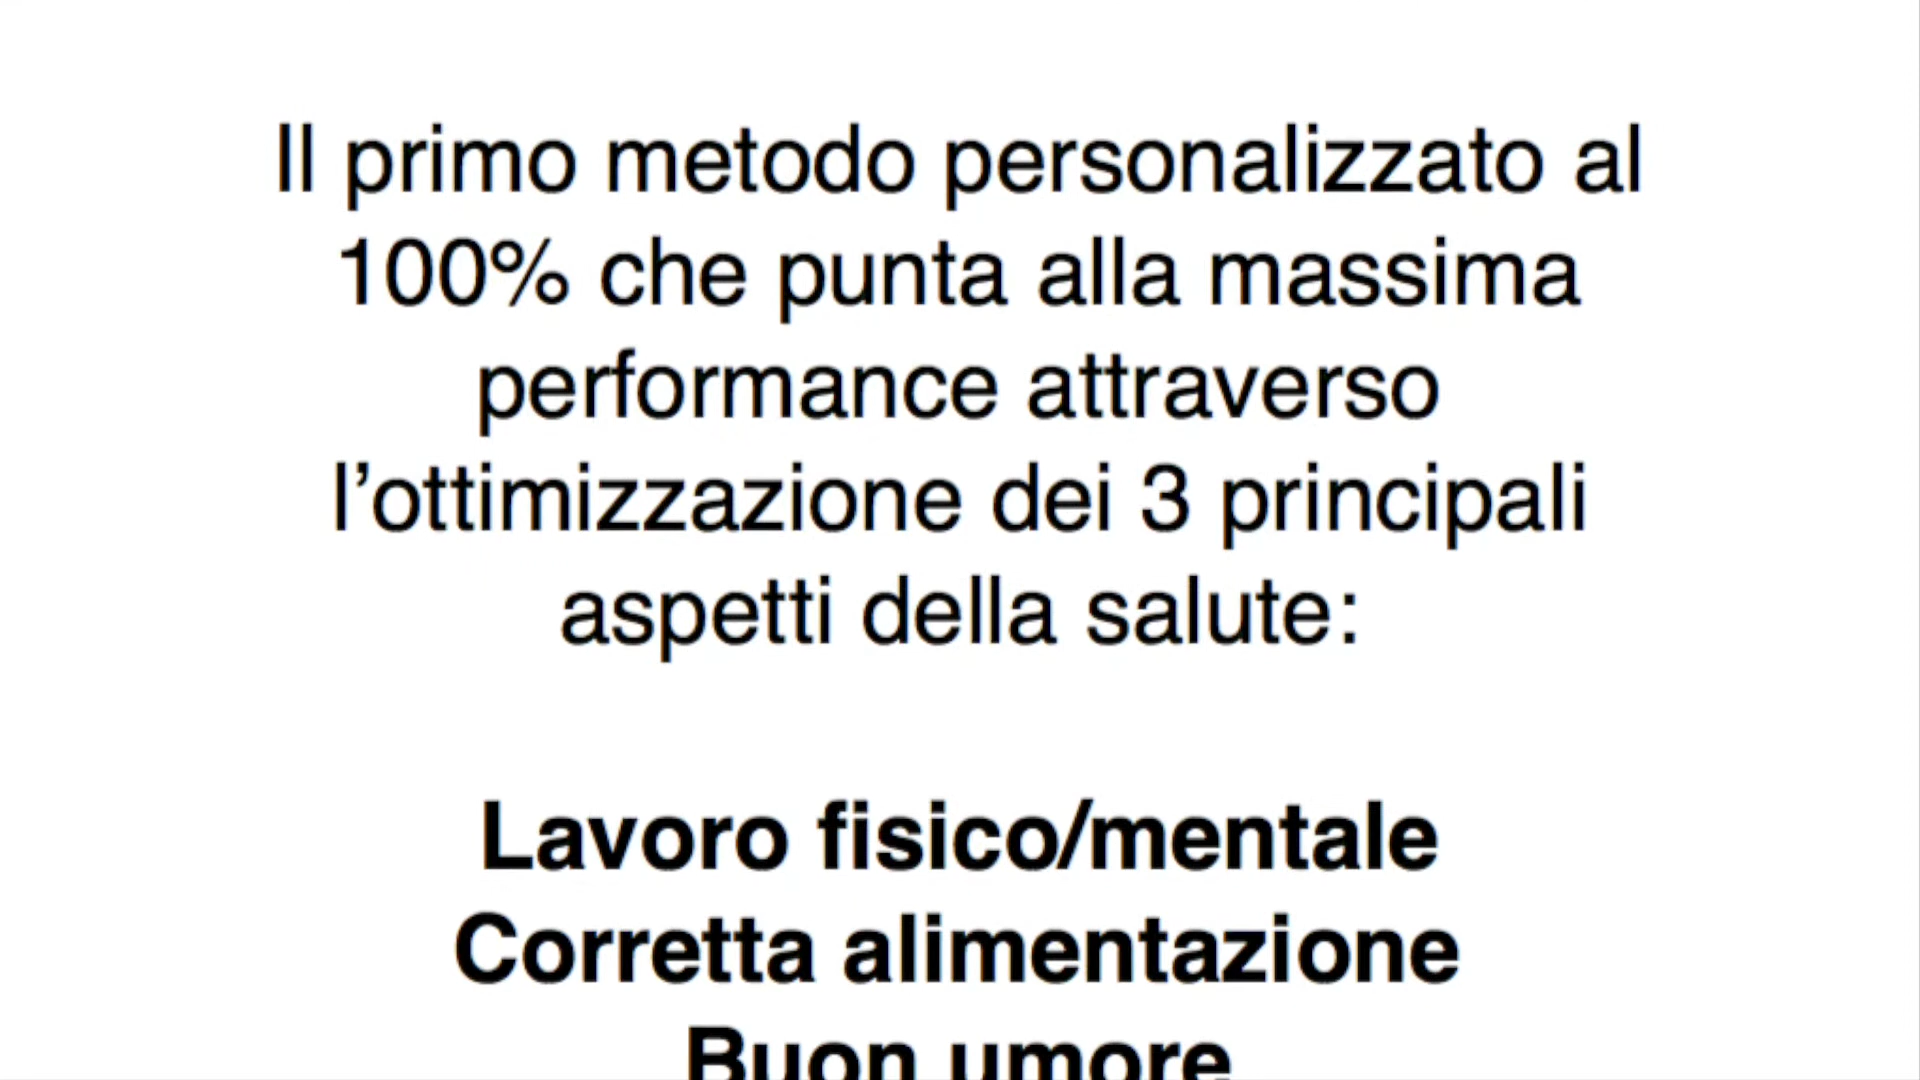 Il primo metodo personalizzato al
100% che punta alla massima
performance attraverso
l’ottimizzazione dei 3 principali
aspetti della salute:
Lavoro fisico/mentale
Corretta alimentazione
Buon umore